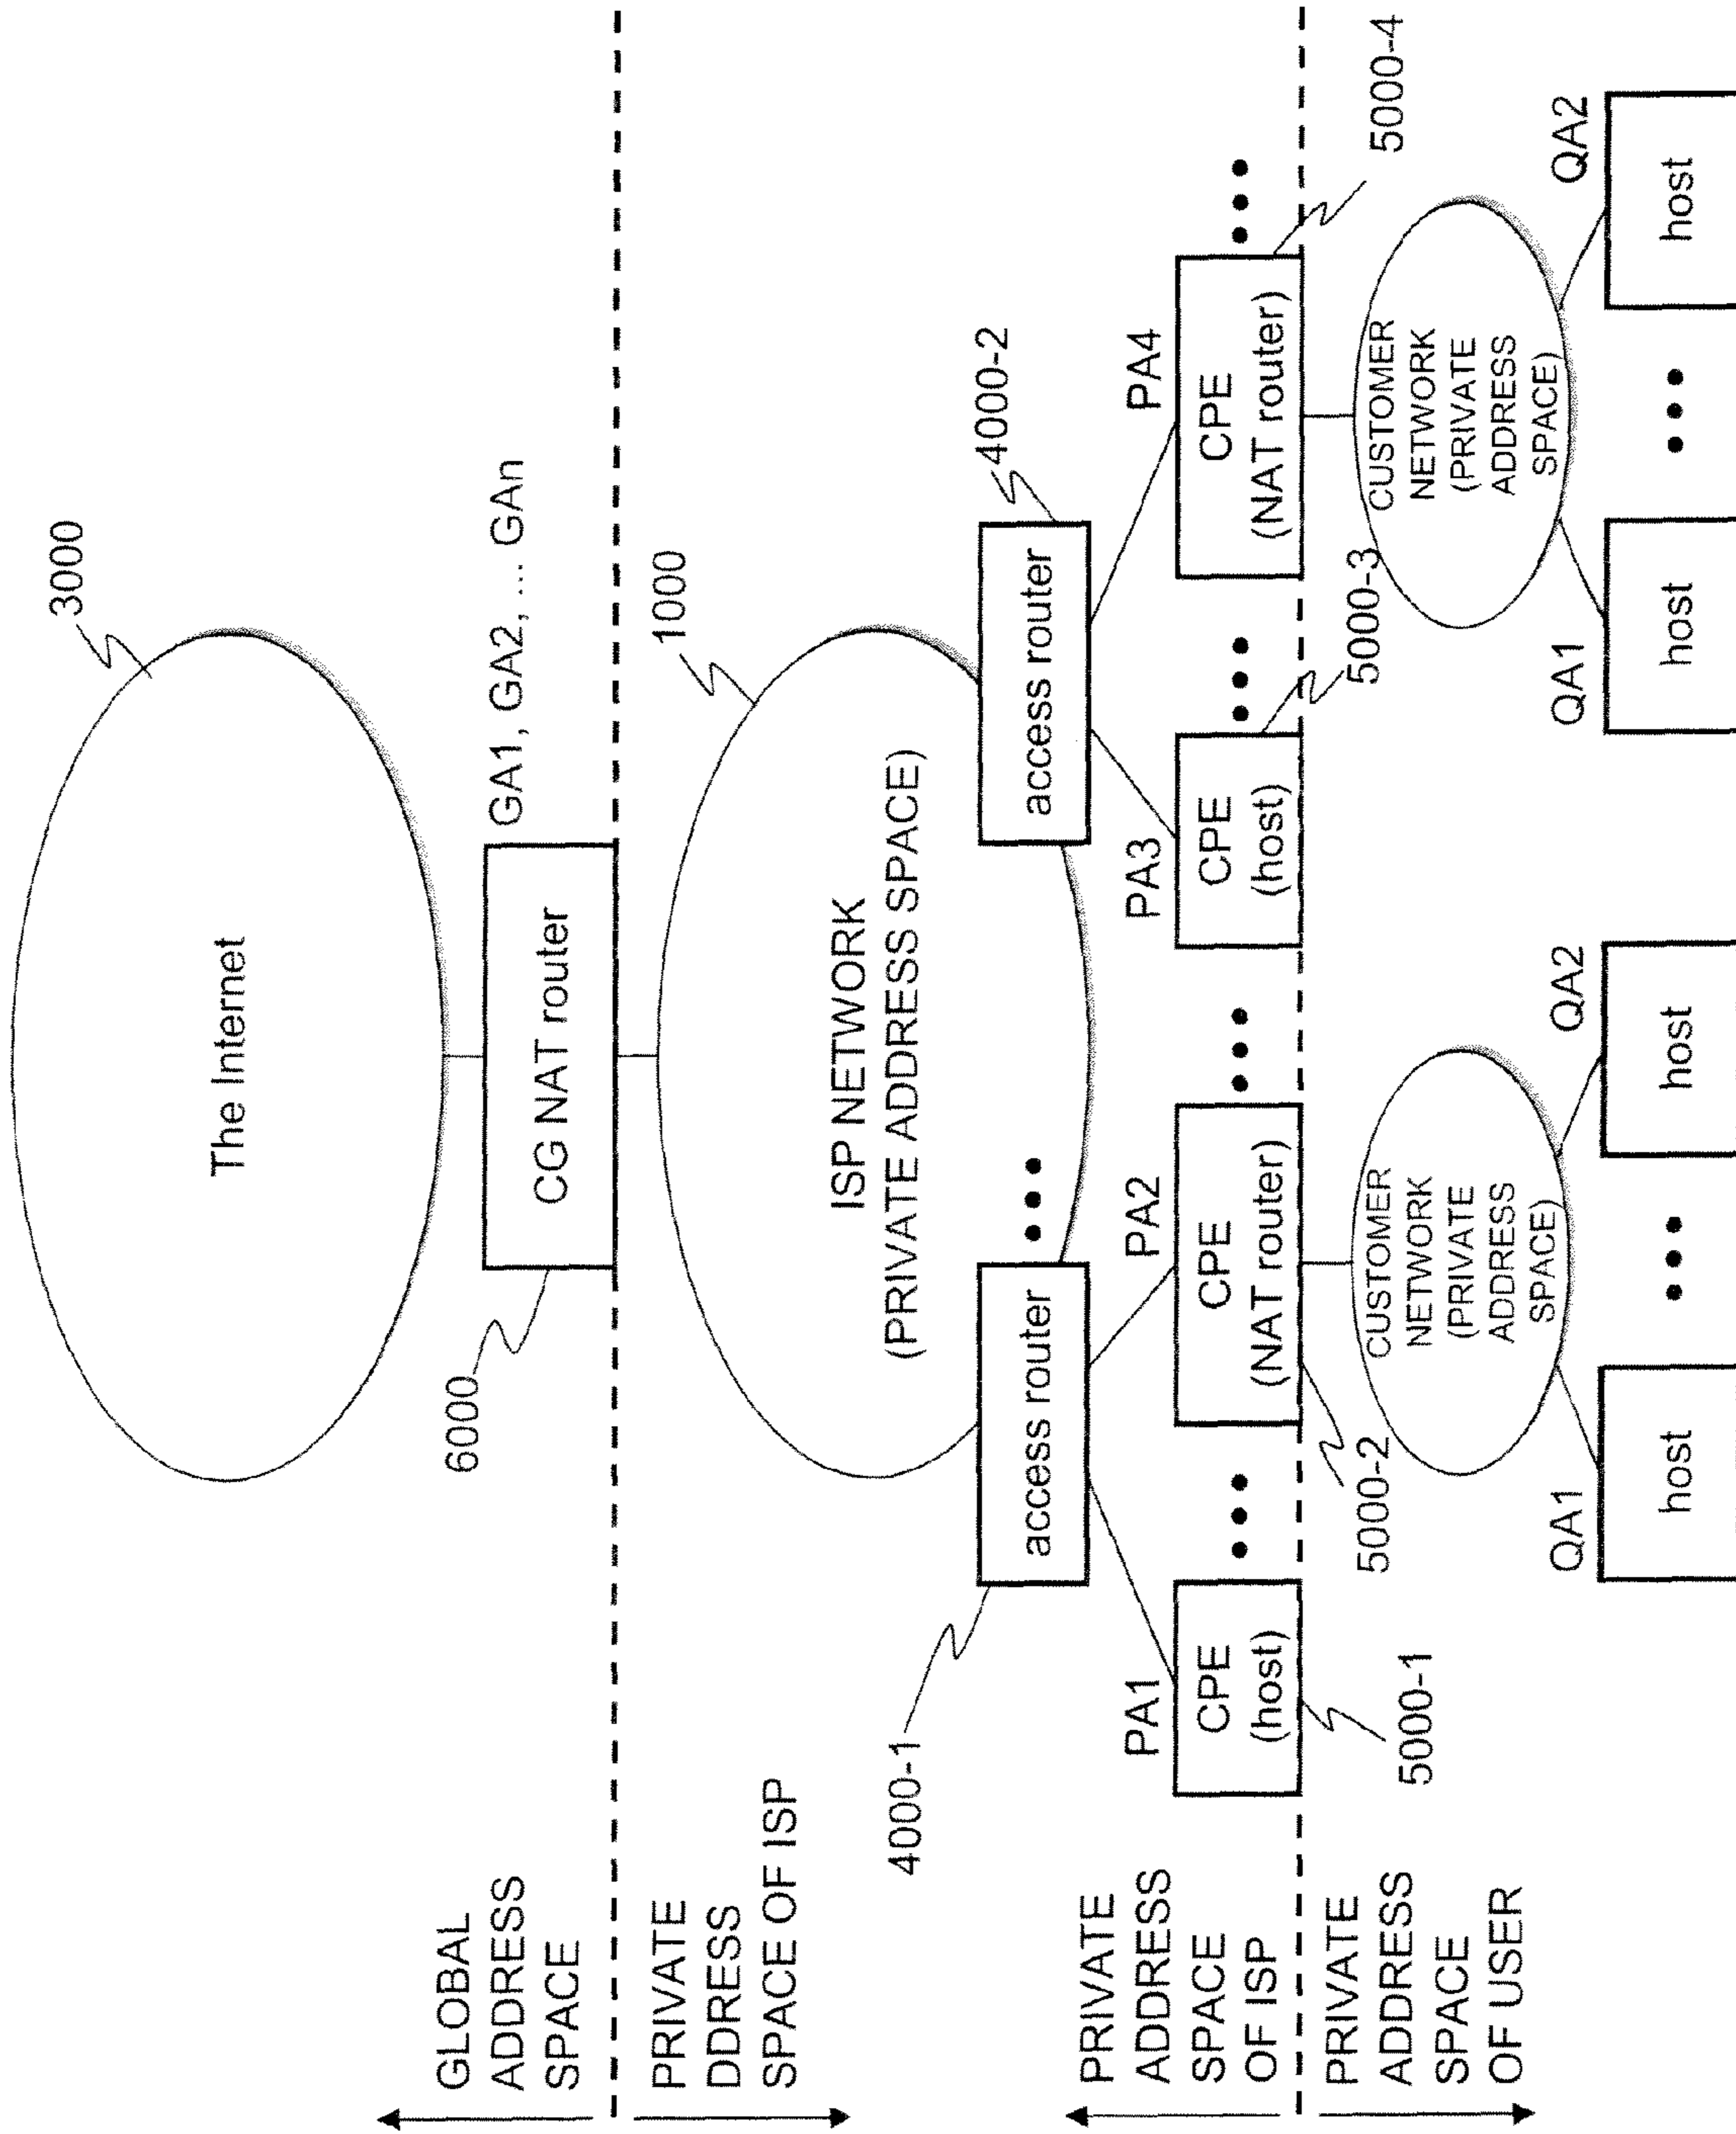 3000
The Internet
GLOBAL
ADDRESS
SPACE
6000
CG NAT router
GA1, GA2, ... GAn
PRIVATE
DDRESS
SPACE OF ISP
1000
ISP NETWORK
(PRIVATE ADDRESS SPACE)
4000-1
access router
access router
4000-2
PRIVATE
ADDRESS
SPACE
OF ISP
PA1
CPE
(host)
5000-1
PA2
CPE
(NAT router)
5000-2
PA3
CPE
(host)
5000-3
PA4
CPE
(NAT router)
5000-4
PRIVATE
ADDRESS
SPACE
OF USER
CUSTOMER
NETWORK
(PRIVATE
ADDRESS
SPACE)
CUSTOMER
NETWORK
(PRIVATE
ADDRESS
SPACE)
QA1
host
QA2
host
QA1
host
QA2
host